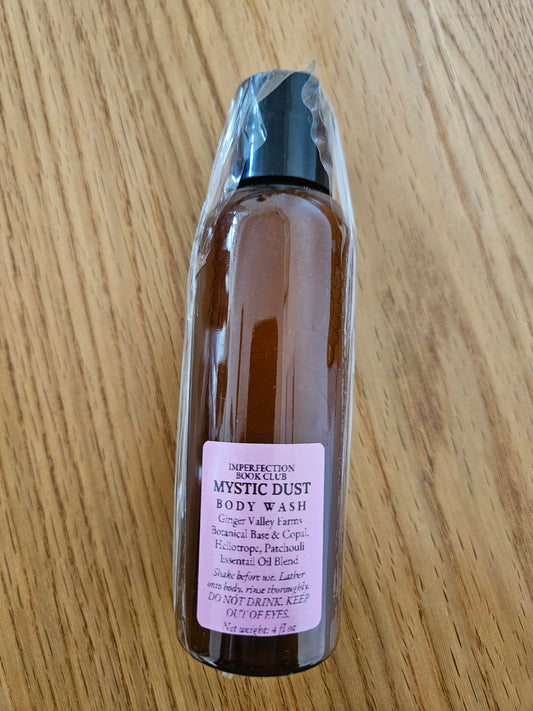 IMPERFECTION
BOOK CLUB
MYSTIC DUST
BODY WASH
Ginger Valley Farms
Botanical Base & Copal,
Heliotrope, Patchouli
Essentail Oil Blend
Shake before use. Lather
onto body, rinse thoroughly.
DO NOT DRINK. KEEP
OUT OF EYES.
Net weight: 4 fl oz